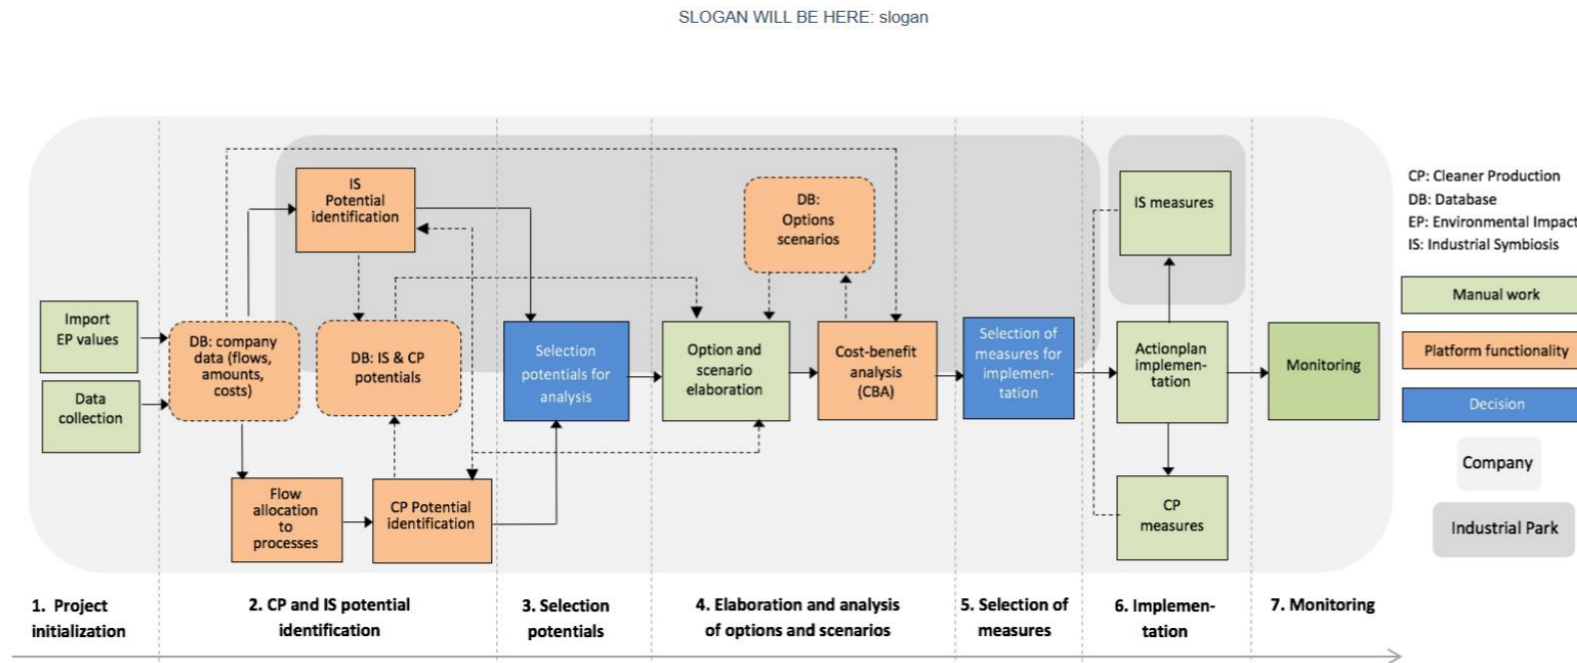 SLOGAN WILL BE HERE: slogan
Import
EP values
Data
collection
DB: company
data (flows,
amounts,
costs)
IS
Potential
identification
DB: IS & CP
potentials
Flow
allocation
to
processes
CP Potential
identification
Selection
potentials for
analysis
DB:
Options
scenarios
Option and
scenario
elaboration
Cost-benefit
analysis
(CBA)
Selection of
measures for
implemen-
tation
IS measures
Actionplan
implemen-
tation
CP
measures
Monitoring
CP: Cleaner Production
DB: Database
EP: Environmental Impact
IS: Industrial Symbiosis
Manual work
Platform functionality
Decision
Company
Industrial Park
1. Project
initialization
2. CP and IS potential
identification
3. Selection
potentials
4. Elaboration and analysis
of options and scenarios
5. Selection of
measures
6. Implemen-
tation
7. Monitoring